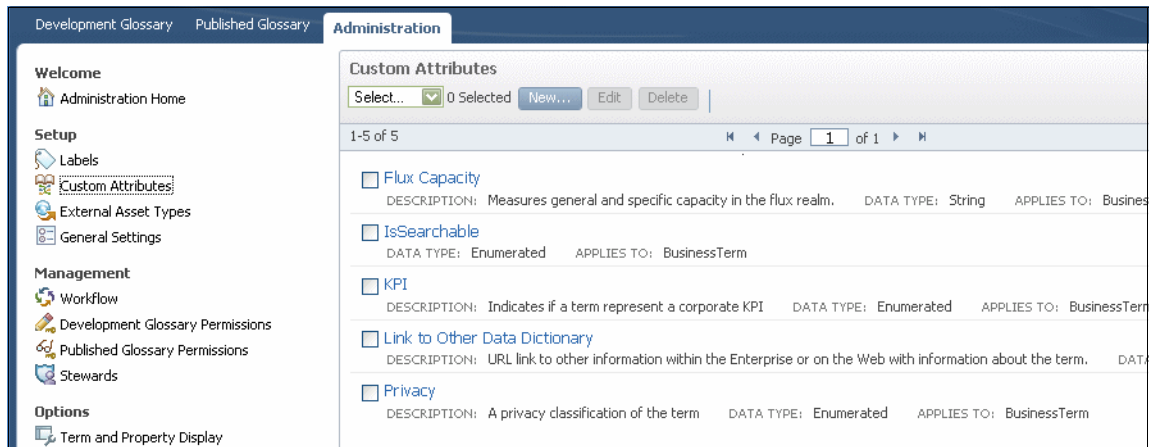 Development Glossary Published Glossary Administration
Welcome
Administration Home
Setup
Labels
Custom Attributes
External Asset Types
General Settings
Management
Workflow
Development Glossary Permissions
Published Glossary Permissions
Stewards
Options
Term and Property Display
Custom Attributes
Select... 0 Selected New... Edit Delete
1-5 of 5 Page 1 of 1
Flux Capacity
DESCRIPTION: Measures general and specific capacity in the flux realm. DATA TYPE: String APPLIES TO: Busines
IsSearchable
DATA TYPE: Enumerated APPLIES TO: BusinessTerm
KPI
DESCRIPTION: Indicates if a term represent a corporate KPI DATA TYPE: Enumerated APPLIES TO: BusinessTerm
Link to Other Data Dictionary
DESCRIPTION: URL link to other information within the Enterprise or on the Web with information about the term. DATA
Privacy
DESCRIPTION: A privacy classification of the term DATA TYPE: Enumerated APPLIES TO: BusinessTerm